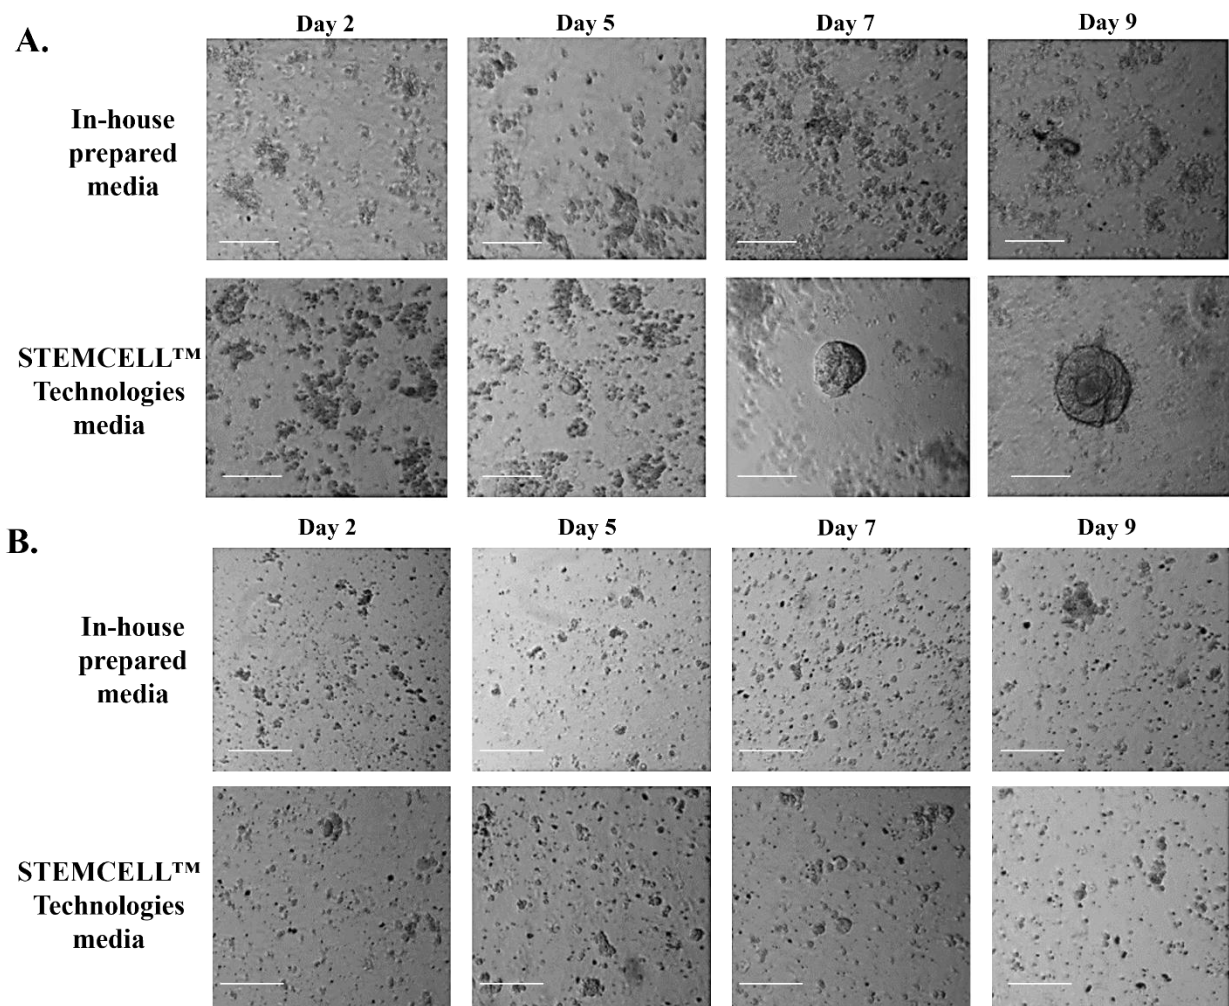 A.
Day 2
Day 5
Day 7
Day 9
In-house
prepared
media
STEMCELL™
Technologies
media
B.
Day 2
Day 5
Day 7
Day 9
In-house
prepared
media
STEMCELL™
Technologies
media